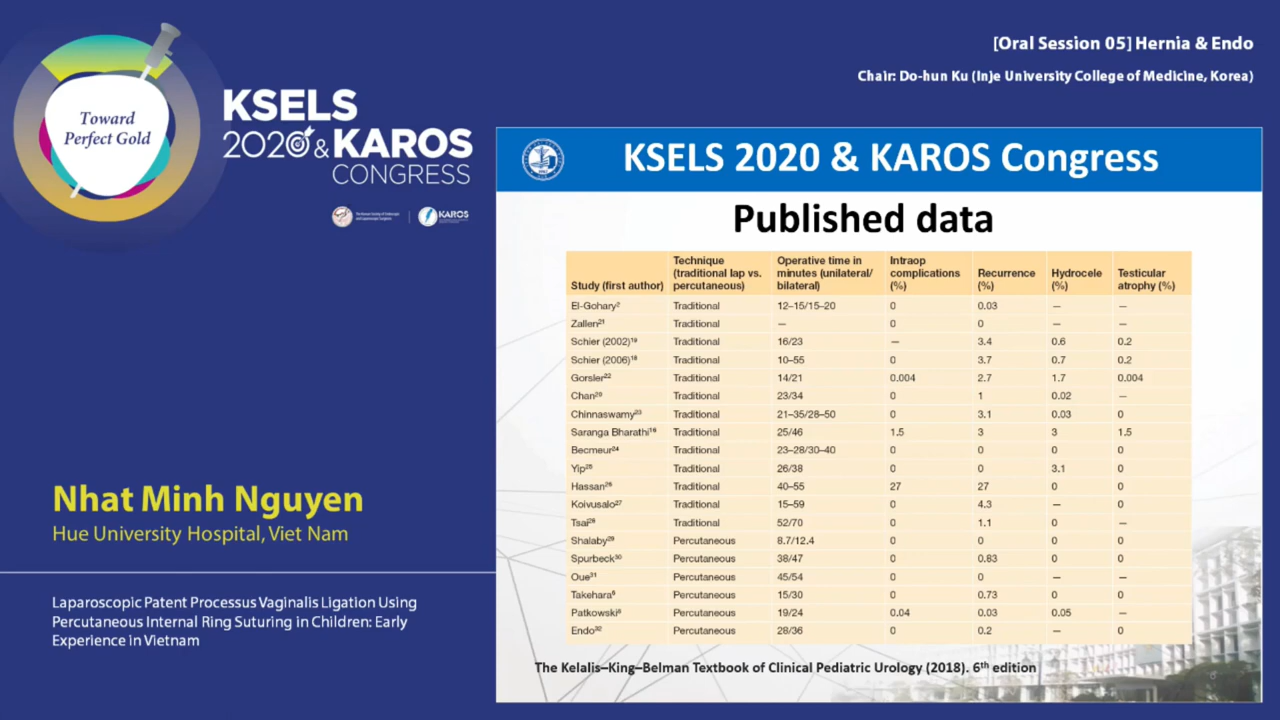 [Oral Session 05] Hernia & Endo
Chair: Do-hun Ku (Inje University College of Medicine, Korea)
Toward
Perfect Gold
KSELS
2020 & KAROS
CONGRESS
KAROS
KSELS 2020 & KAROS Congress
Published data
Study (first author) Technique (traditional lap vs. percutaneous) Operative time in minutes (unilateral/ bilateral) Intraop complications (%) Recurrence (%) Hydrocele (%) Testicular atrophy (%)
El-Gohary² Traditional 12–15/15–20 0 0.03 — —
Zallen²¹ Traditional — 0 0 — —
Schier (2002)¹⁹ Traditional 16/23 — 3.4 0.6 0.2
Schier (2006)¹⁸ Traditional 10–55 0 3.7 0.7 0.2
Gorsler²² Traditional 14/21 0.004 2.7 1.7 0.004
Chan²⁰ Traditional 23/34 0 1 0.02 —
Chinnaswamy²³ Traditional 21–35/28–50 0 3.1 0.03 0
Saranga Bharathi¹⁶ Traditional 25/46 1.5 3 3 1.5
Becmeur²⁴ Traditional 23–28/30–40 0 0 0 0
Yip²⁵ Traditional 26/38 0 0 3.1 0
Hassan²⁶ Traditional 40–55 27 27 0 0
Koivusalo²⁷ Traditional 15–59 0 4.3 — 0
Tsai²⁸ Traditional 52/70 0 1.1 0 —
Shalaby²⁹ Percutaneous 8.7/12.4 0 0 0 0
Spurbeck³⁰ Percutaneous 38/47 0 0.83 0 0
Oue³¹ Percutaneous 45/54 0 0 — —
Takehara⁵ Percutaneous 15/30 0 0.73 0 0
Patkowski⁶ Percutaneous 19/24 0.04 0.03 0.05 —
Endo³² Percutaneous 28/36 0 0.2 — 0
The Kelalis–King–Belman Textbook of Clinical Pediatric Urology (2018). 6th edition
6
Nhat Minh Nguyen
Hue University Hospital, Viet Nam
Laparoscopic Patent Processus Vaginalis Ligation Using
Percutaneous Internal Ring Suturing in Children: Early
Experience in Vietnam